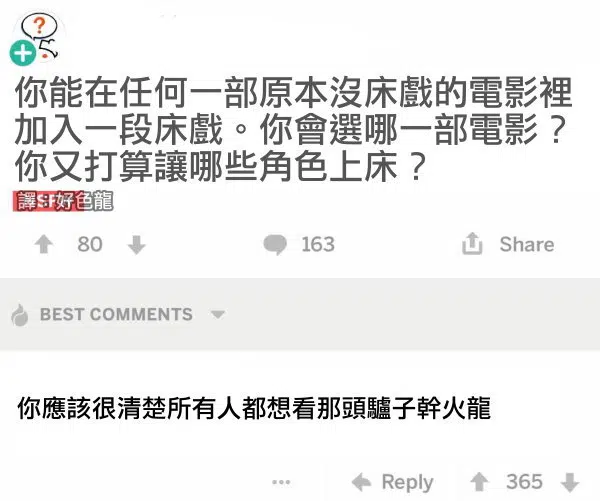 ?
你能在任何一部原本沒床戲的電影裡
加入一段床戲。你會選哪一部電影？
你又打算讓哪些角色上床？
譯SF好色龍
80
163
Share
BEST COMMENTS
你應該很清楚所有人都想看那頭驢子幹火龍
... Reply 365